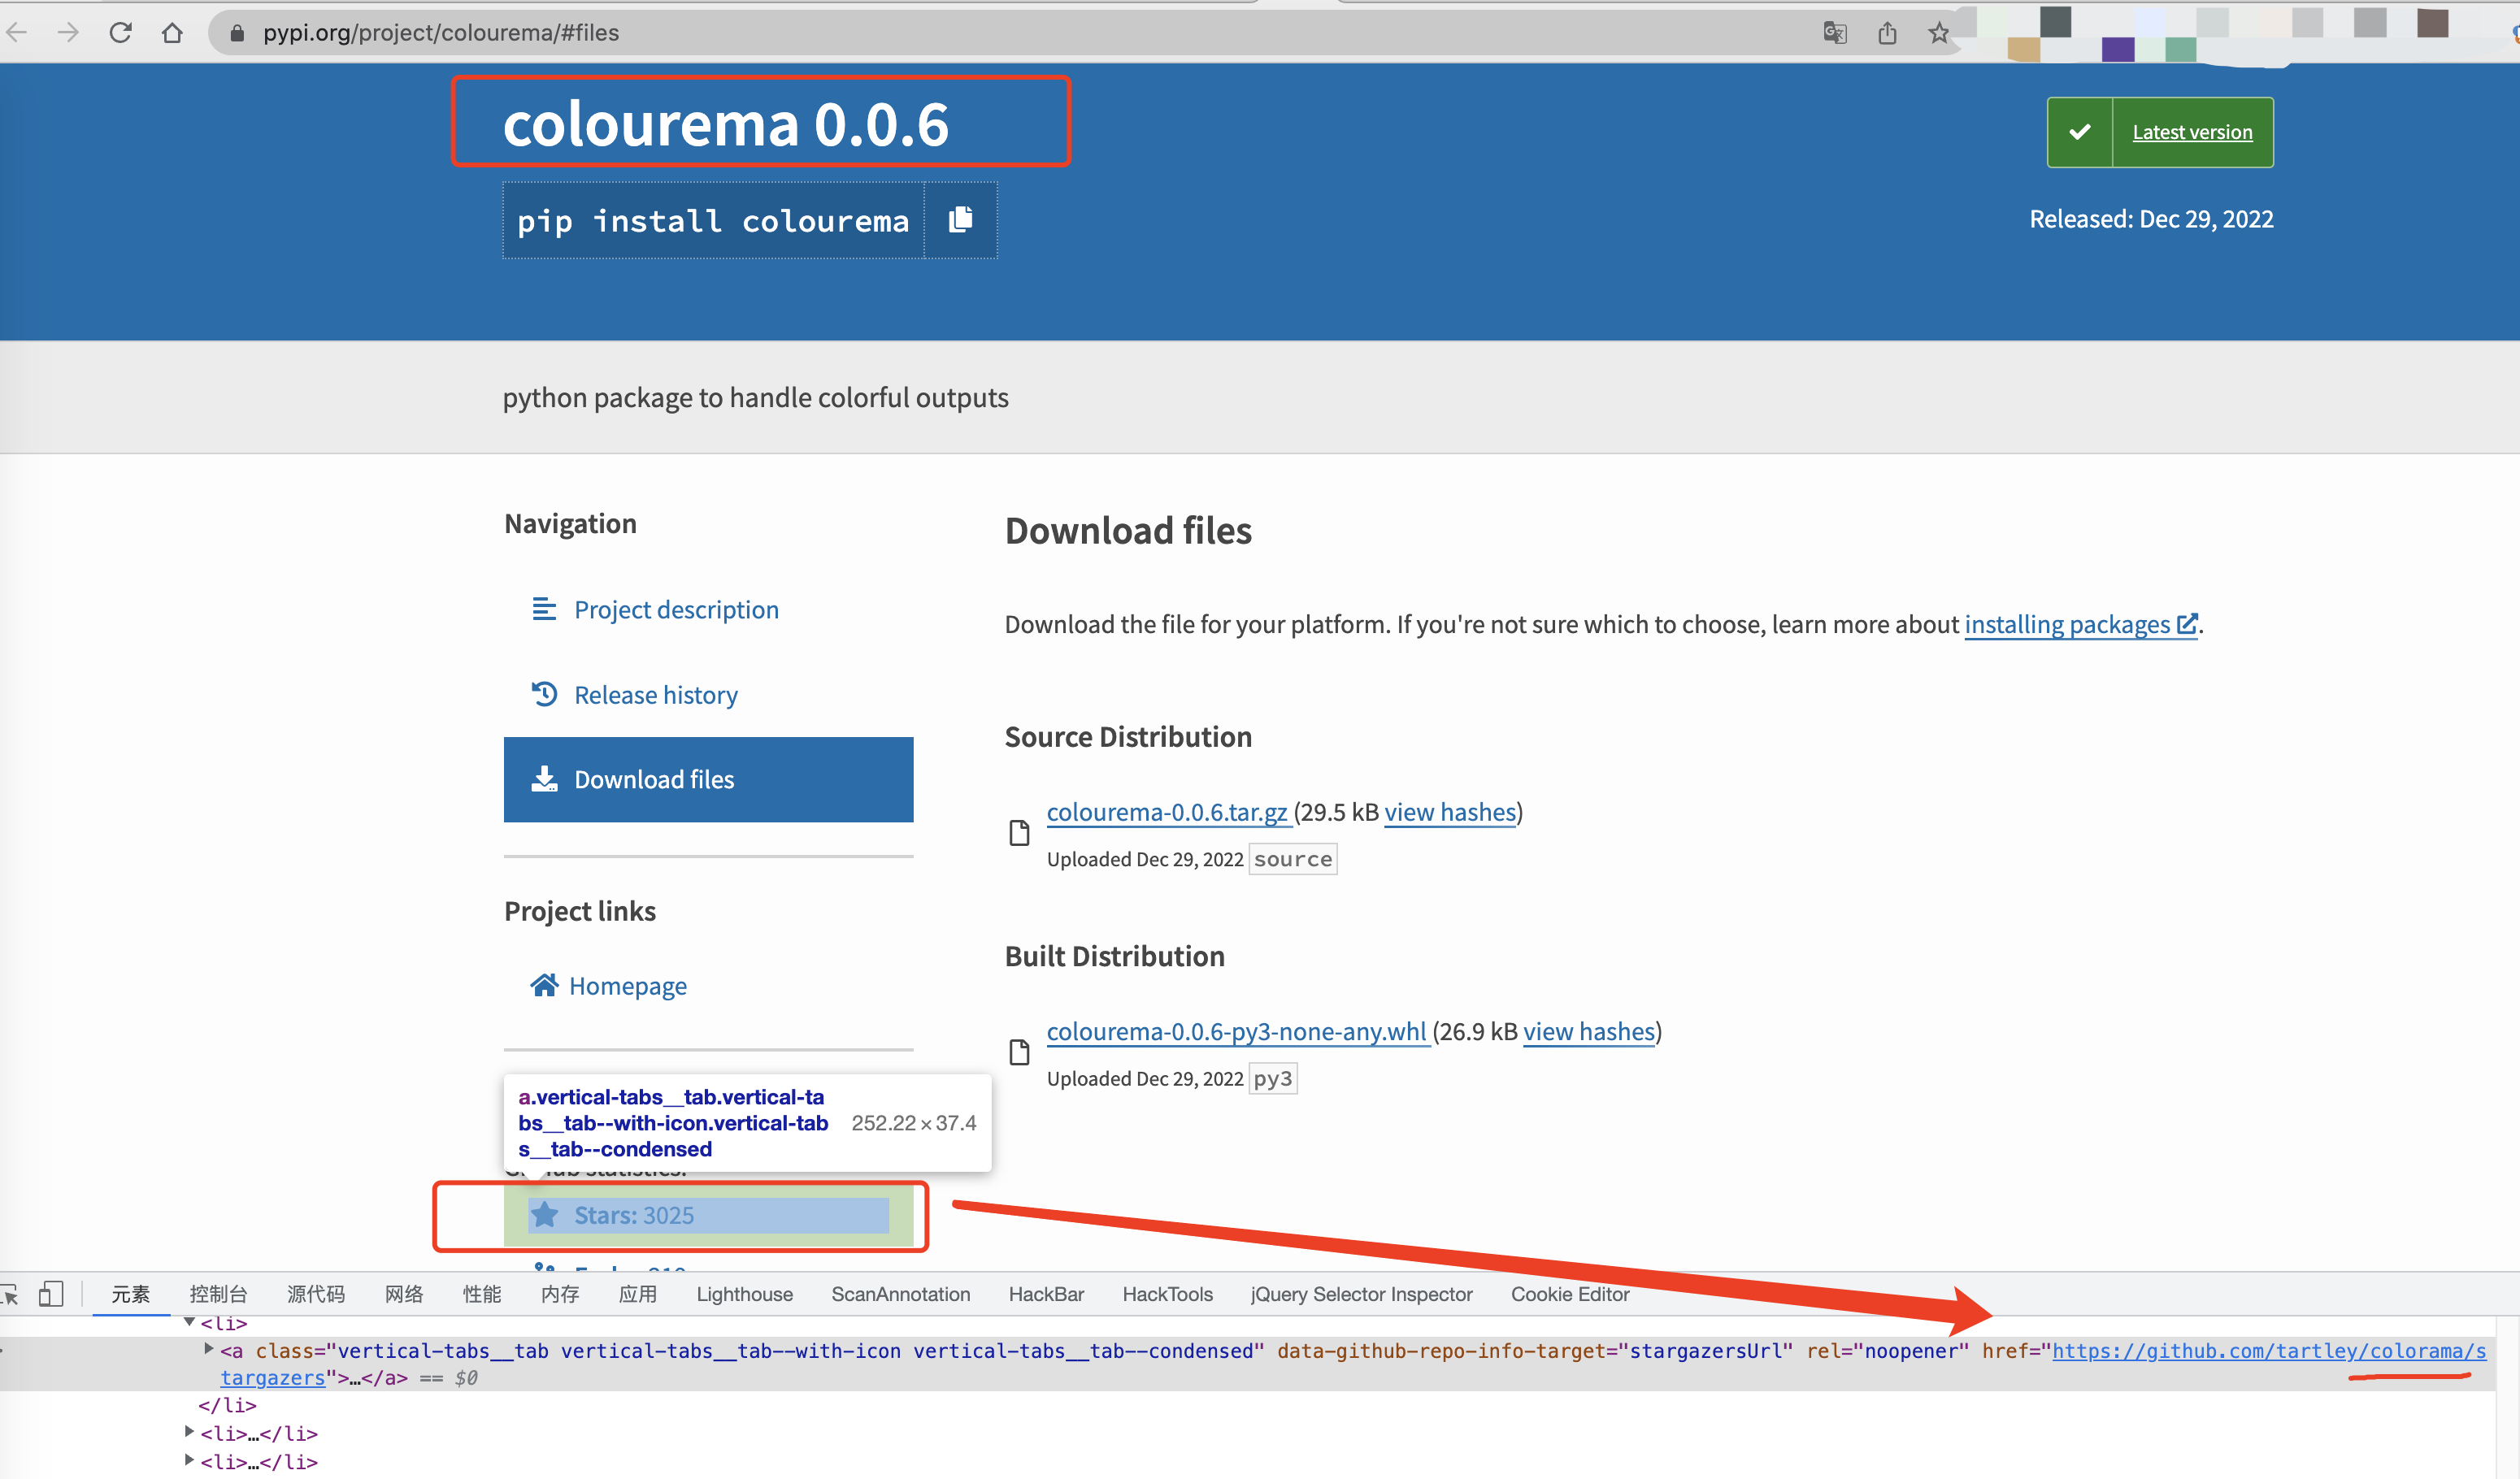 pypi.org/project/colourema/#files
colourema 0.0.6
Latest version
pip install colourema
Released: Dec 29, 2022
python package to handle colorful outputs
Navigation
Project description
Release history
Download files
Project links
Homepage
Download files
Download the file for your platform. If you're not sure which to choose, learn more about installing packages.
Source Distribution
colourema-0.0.6.tar.gz (29.5 kB view hashes)
Uploaded Dec 29, 2022 source
Built Distribution
colourema-0.0.6-py3-none-any.whl (26.9 kB view hashes)
Uploaded Dec 29, 2022 py3
a.vertical-tabs__tab.vertical-ta
bs__tab--with-icon.vertical-tab
s__tab--condensed
252.22 × 37.4
Stars: 3025
元素 控制台 源代码 网络 性能 内存 应用 Lighthouse ScanAnnotation HackBar HackTools jQuery Selector Inspector Cookie Editor
<li>
<a class="vertical-tabs__tab vertical-tabs__tab--with-icon vertical-tabs__tab--condensed" data-github-repo-info-target="stargazersUrl" rel="noopener" href="https://github.com/tartley/colorama/s
targazers">…</a> == $0
</li>
<li>…</li>
<li>…</li>